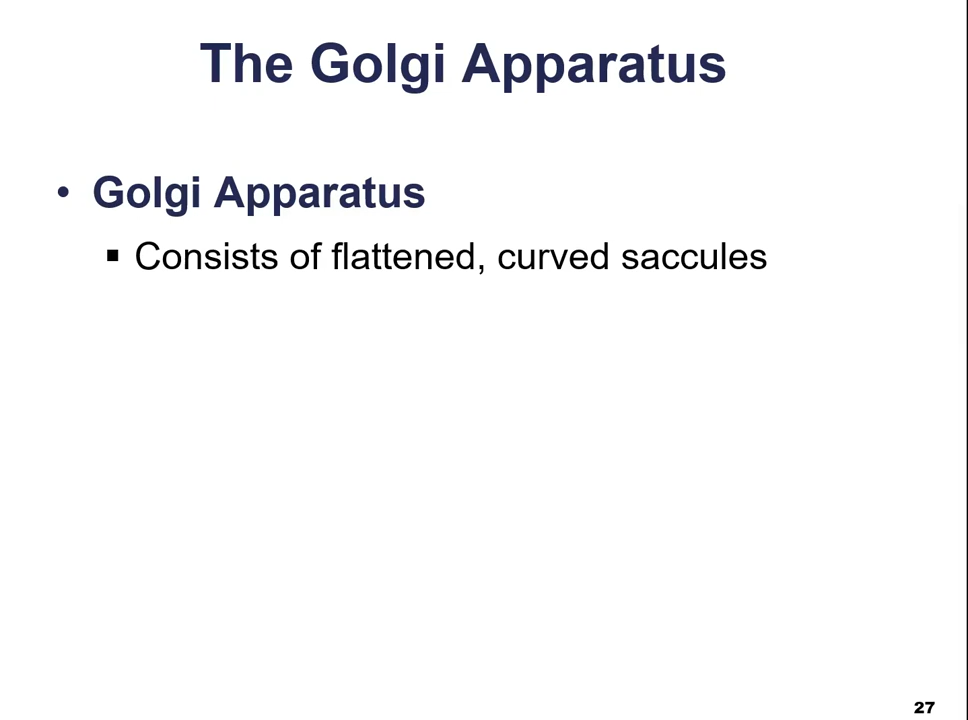 The Golgi Apparatus
• Golgi Apparatus
▪ Consists of flattened, curved saccules
27